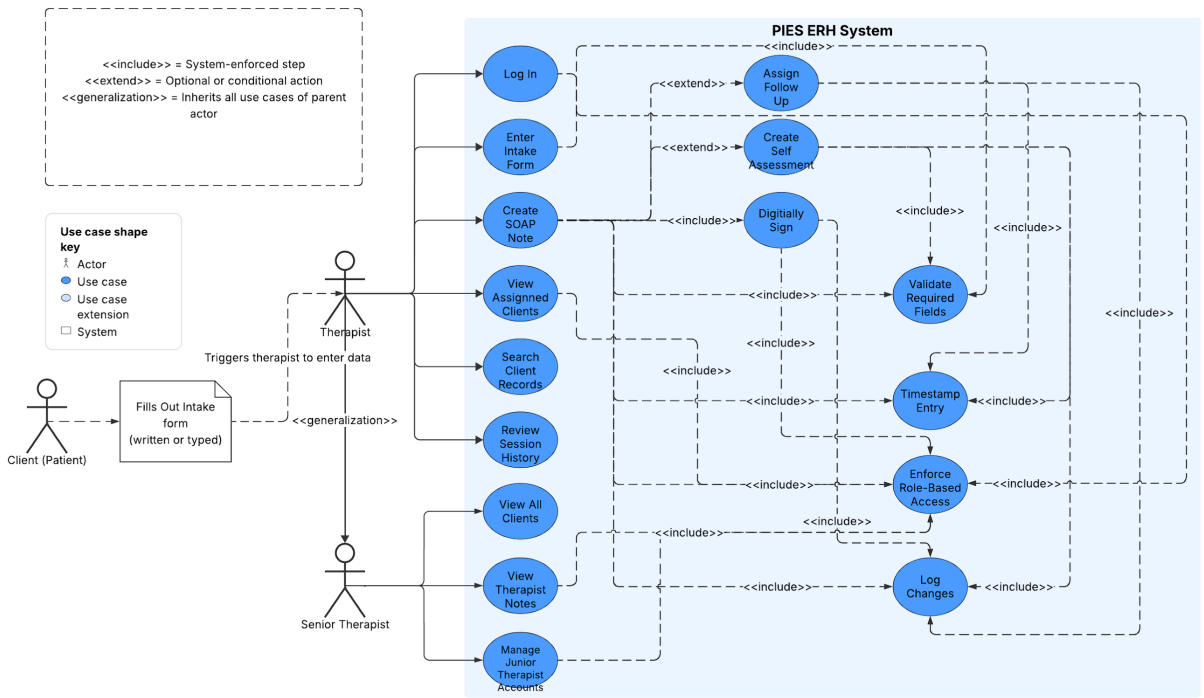 PIES ERH System
<<include>> = System-enforced step
<<extend>> = Optional or conditional action
<<generalization>> = Inherits all use cases of parent
actor
Use case shape
key
Actor
Use case
Use case
extension
System
Client (Patient)
Fills Out Intake
form
(written or typed)
Triggers therapist to enter data
Therapist
<<generalization>>
Senior Therapist
Log In
Enter
Intake
Form
Create
SOAP
Note
View
Assignned
Clients
Search
Client
Records
Review
Session
History
View All
Clients
View
Therapist
Notes
Manage
Junior
Therapist
Accounts
<<include>>
<<extend>>
Assign
Follow
Up
<<extend>>
Create
Self
Assessment
<<include>>
Digitially
Sign
<<include>>
<<include>>
<<include>>
Validate
Required
Fields
<<include>>
<<include>>
<<include>>
<<include>>
Timestamp
Entry
<<include>>
<<include>>
Enforce
Role-Based
Access
<<include>>
<<include>>
<<include>>
<<include>>
Log
Changes
<<include>>